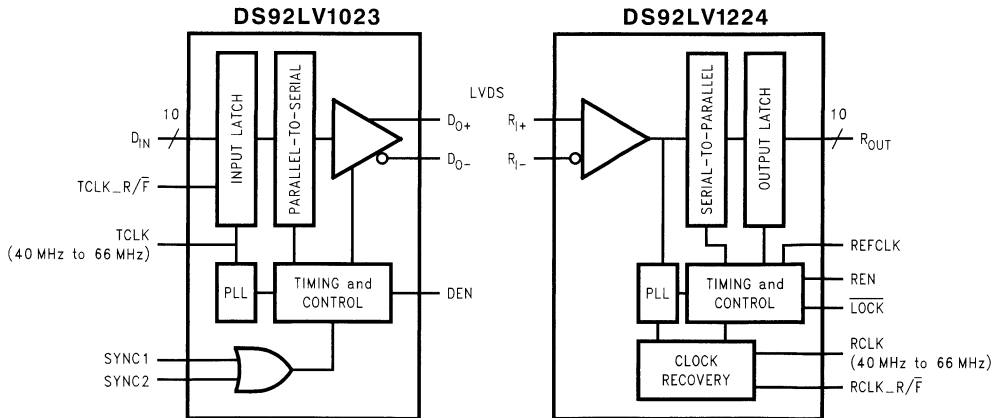 DS92LV1023
DS92LV1224
10
D_IN
INPUT LATCH
PARALLEL-TO-SERIAL
TCLK_R/F̅
TCLK
(40 MHz to 66 MHz)
PLL
TIMING and
CONTROL
SYNC1
SYNC2
LVDS
D_O+
D_O-
DEN
R_I+
R_I-
SERIAL-TO-PARALLEL
OUTPUT LATCH
10
R_OUT
REFCLK
PLL
TIMING and
CONTROL
REN
L̅O̅C̅K̅
CLOCK
RECOVERY
RCLK
(40 MHz to 66 MHz)
RCLK_R/F̅